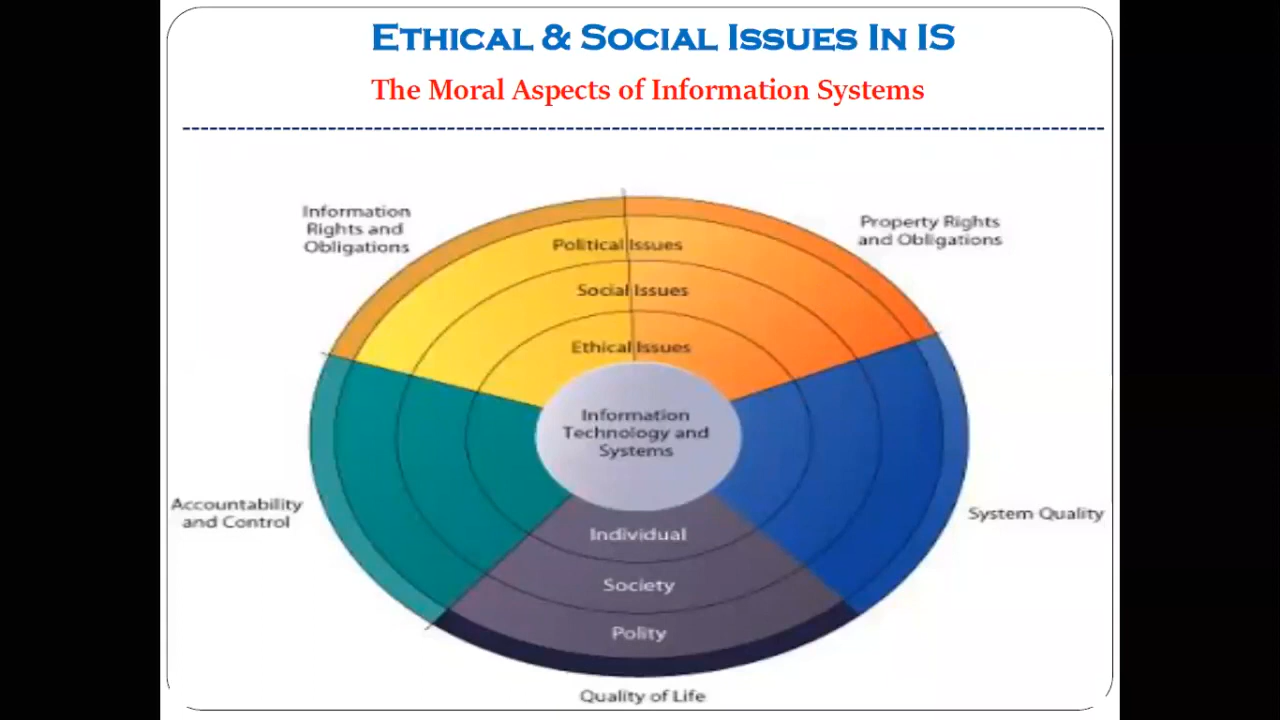 ETHICAL & SOCIAL ISSUES IN IS
The Moral Aspects of Information Systems
Information
Rights and
Obligations
Property Rights
and Obligations
Political Issues
Social Issues
Ethical Issues
Information
Technology and
Systems
Accountability
and Control
System Quality
Individual
Society
Polity
Quality of Life